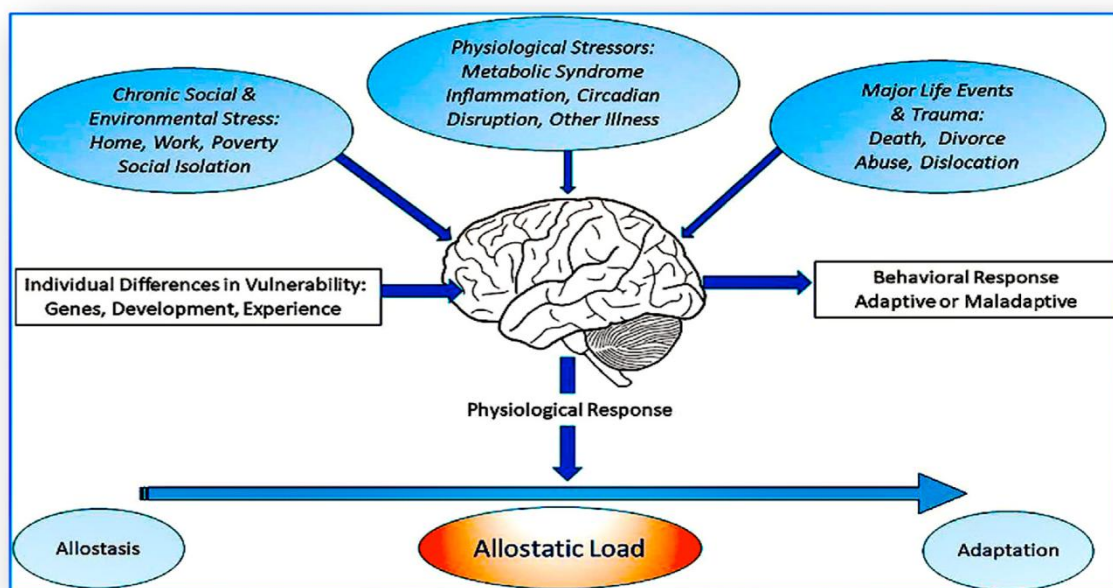 Chronic Social &
Environmental Stress:
Home, Work, Poverty
Social Isolation
Physiological Stressors:
Metabolic Syndrome
Inflammation, Circadian
Disruption, Other Illness
Major Life Events
& Trauma:
Death, Divorce
Abuse, Dislocation
Individual Differences in Vulnerability:
Genes, Development, Experience
Behavioral Response
Adaptive or Maladaptive
Physiological Response
Allostasis
Allostatic Load
Adaptation